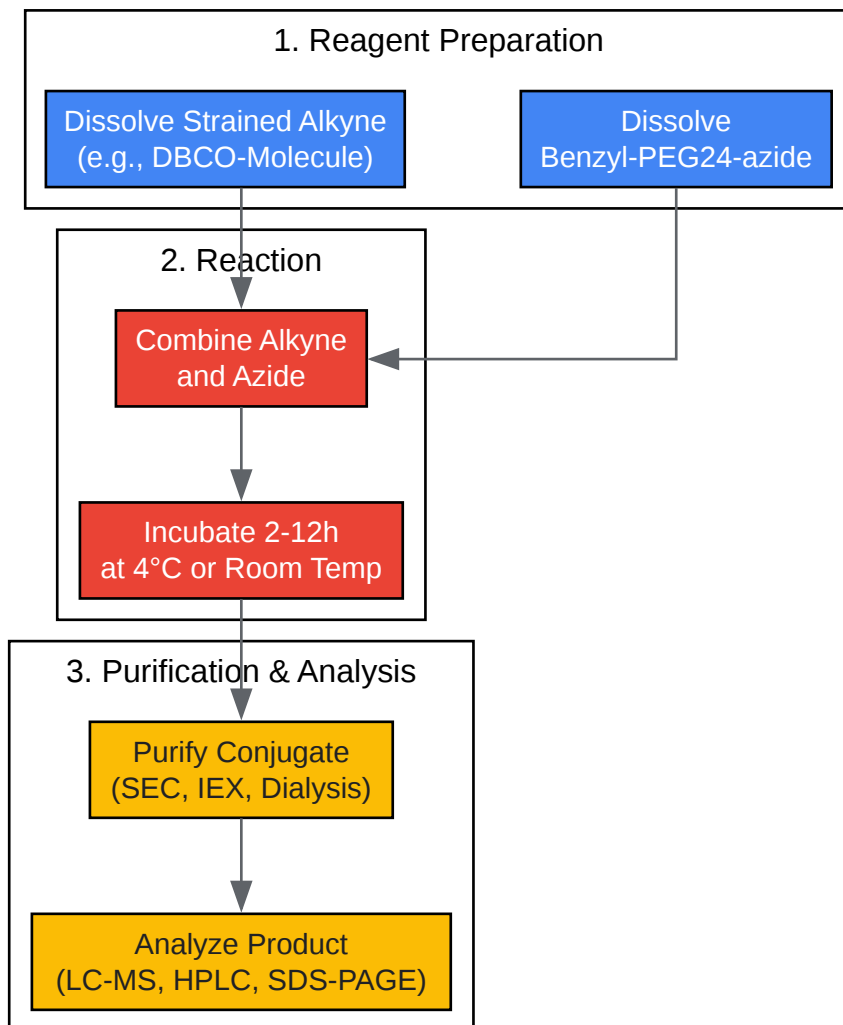 1. Reagent Preparation
Dissolve Strained Alkyne
(e.g., DBCO-Molecule)
Dissolve
Benzyl-PEG24-azide
2. Reaction
Combine Alkyne
and Azide
Incubate 2-12h
at 4°C or Room Temp
3. Purification & Analysis
Purify Conjugate
(SEC, IEX, Dialysis)
Analyze Product
(LC-MS, HPLC, SDS-PAGE)